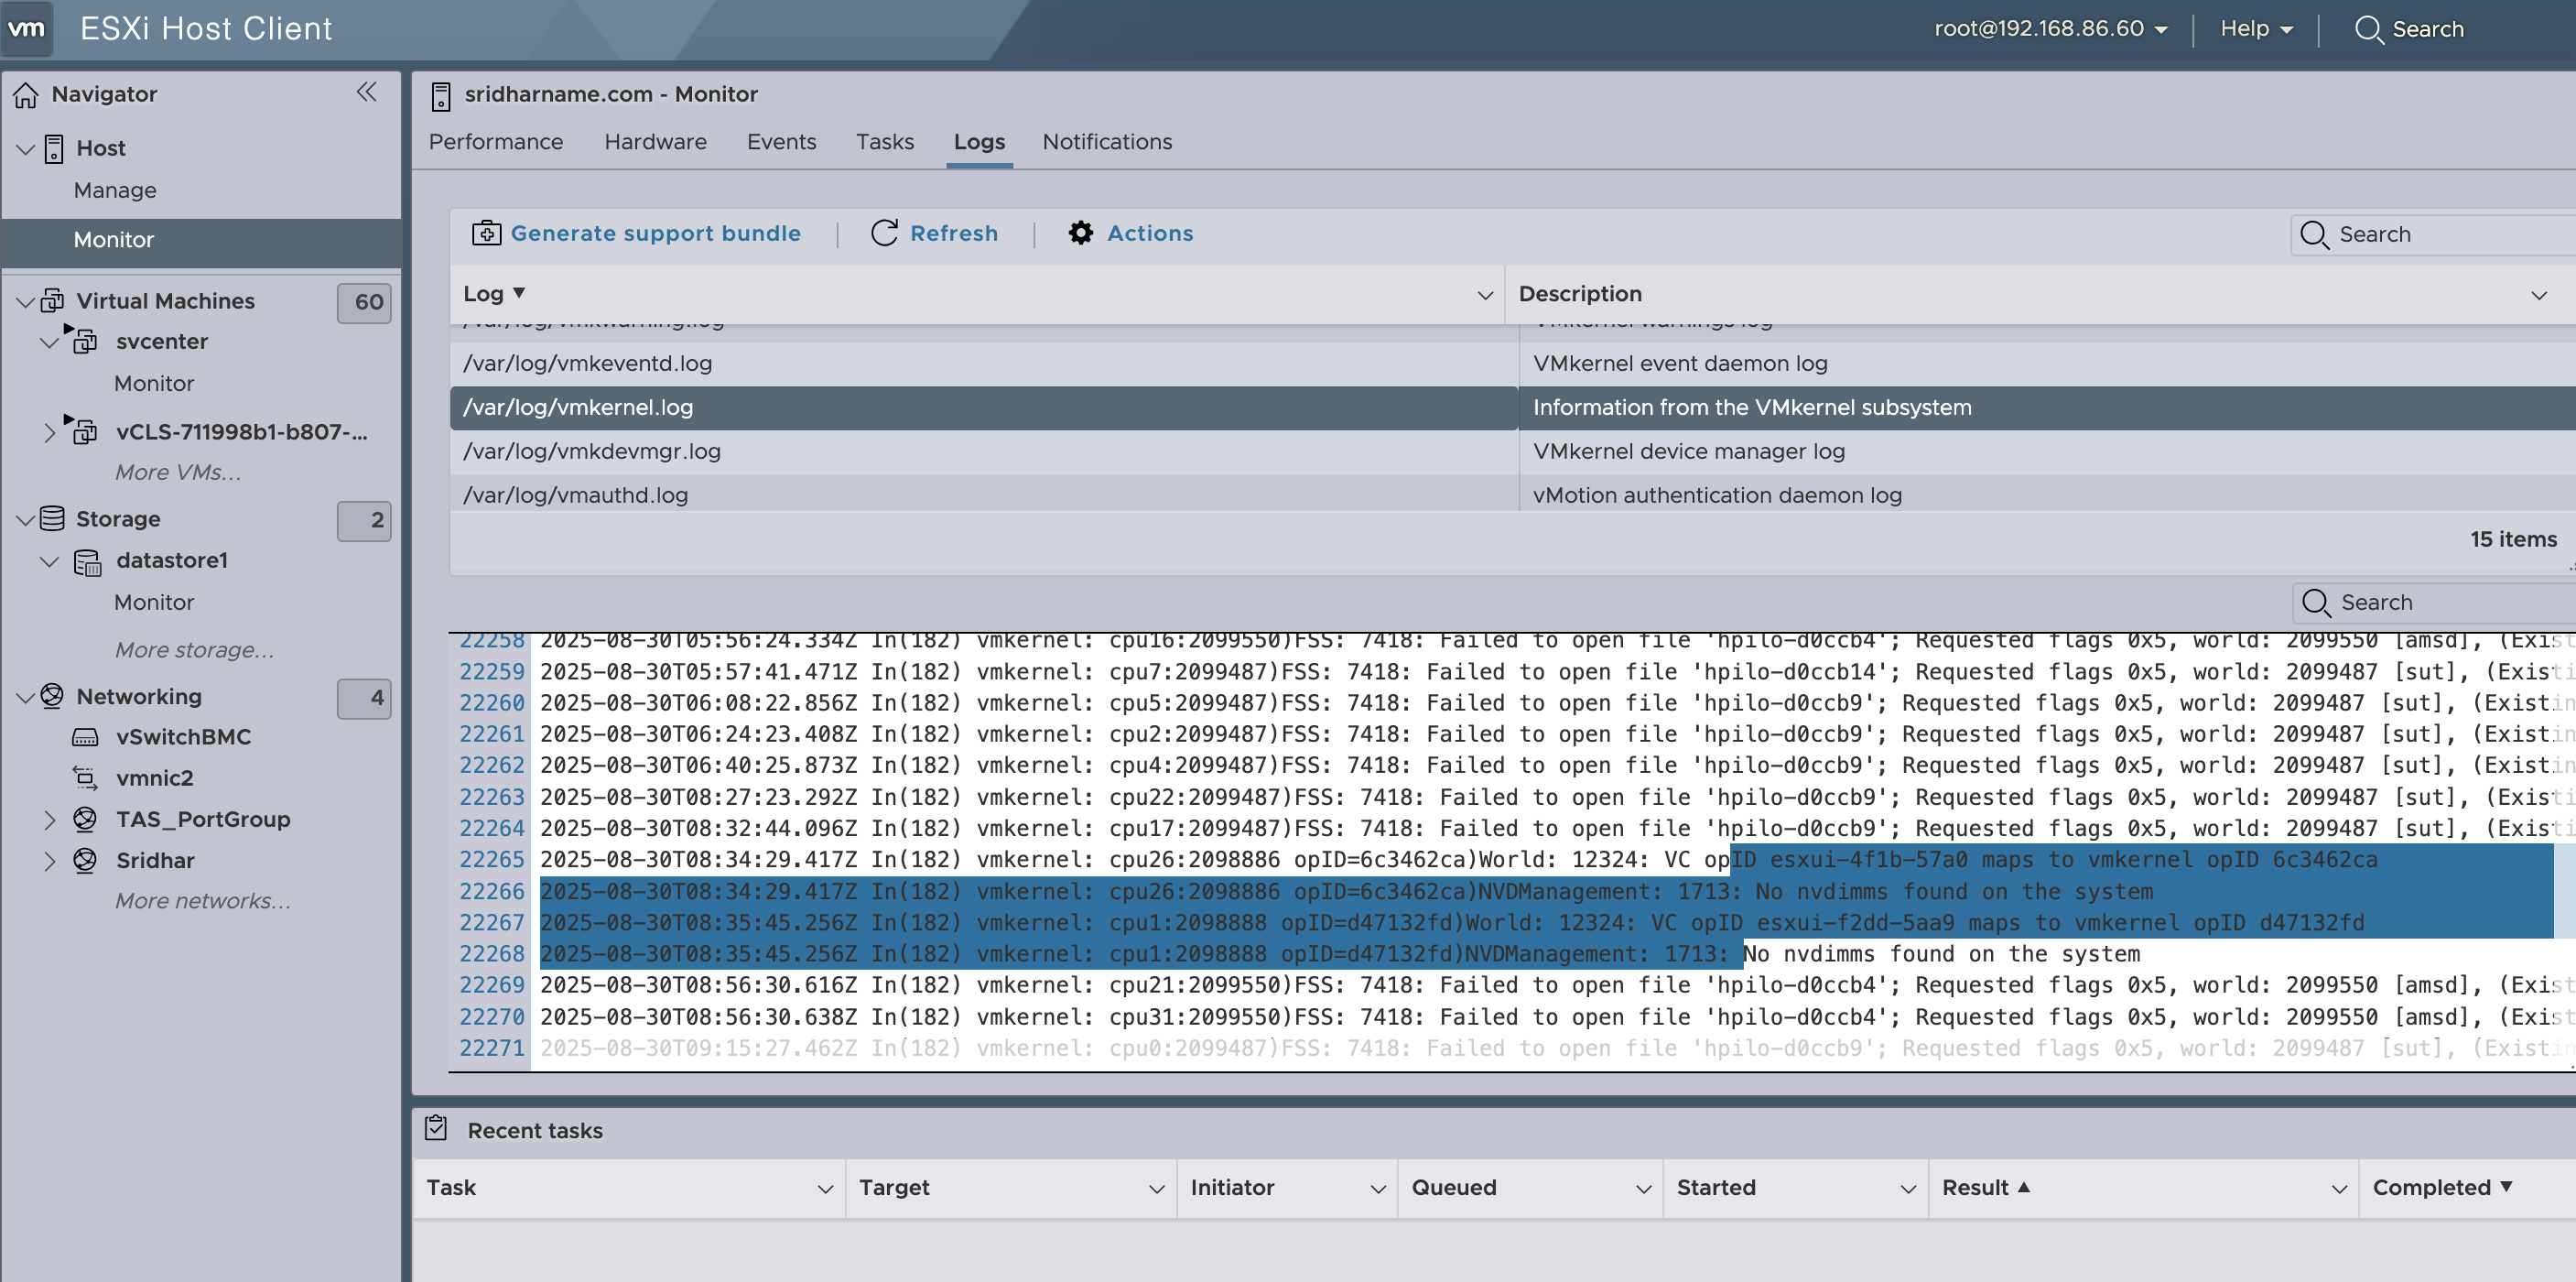 vm ESXi Host Client root@192.168.86.60 Help Search
Navigator
Host
Manage
Monitor
Virtual Machines 60
svcenter
Monitor
vCLS-711998b1-b807-...
More VMs...
Storage 2
datastore1
Monitor
More storage...
Networking 4
vSwitchBMC
vmnic2
TAS_PortGroup
Sridhar
More networks...
sridharname.com - Monitor
Performance Hardware Events Tasks Logs Notifications
Generate support bundle | Refresh | Actions Search
Log Description
/var/log/vmkwarning.log VMkernel warnings log
/var/log/vmkeventd.log VMkernel event daemon log
/var/log/vmkernel.log Information from the VMkernel subsystem
/var/log/vmkdevmgr.log VMkernel device manager log
/var/log/vmauthd.log vMotion authentication daemon log
15 items
Search
22258 2025-08-30T05:56:24.334Z In(182) vmkernel: cpu16:2099550)FSS: 7418: Failed to open file 'hpilo-d0ccb4'; Requested flags 0x5, world: 2099550 [amsd], (Exist
22259 2025-08-30T05:57:41.471Z In(182) vmkernel: cpu7:2099487)FSS: 7418: Failed to open file 'hpilo-d0ccb14'; Requested flags 0x5, world: 2099487 [sut], (Existi
22260 2025-08-30T06:08:22.856Z In(182) vmkernel: cpu5:2099487)FSS: 7418: Failed to open file 'hpilo-d0ccb9'; Requested flags 0x5, world: 2099487 [sut], (Existin
22261 2025-08-30T06:24:23.408Z In(182) vmkernel: cpu2:2099487)FSS: 7418: Failed to open file 'hpilo-d0ccb9'; Requested flags 0x5, world: 2099487 [sut], (Existin
22262 2025-08-30T06:40:25.873Z In(182) vmkernel: cpu4:2099487)FSS: 7418: Failed to open file 'hpilo-d0ccb9'; Requested flags 0x5, world: 2099487 [sut], (Existin
22263 2025-08-30T08:27:23.292Z In(182) vmkernel: cpu22:2099487)FSS: 7418: Failed to open file 'hpilo-d0ccb9'; Requested flags 0x5, world: 2099487 [sut], (Existi
22264 2025-08-30T08:32:44.096Z In(182) vmkernel: cpu17:2099487)FSS: 7418: Failed to open file 'hpilo-d0ccb9'; Requested flags 0x5, world: 2099487 [sut], (Existi
22265 2025-08-30T08:34:29.417Z In(182) vmkernel: cpu26:2098886 opID=6c3462ca)World: 12324: VC opID esxui-4f1b-57a0 maps to vmkernel opID 6c3462ca
22266 2025-08-30T08:34:29.417Z In(182) vmkernel: cpu26:2098886 opID=6c3462ca)NVDManagement: 1713: No nvdimms found on the system
22267 2025-08-30T08:35:45.256Z In(182) vmkernel: cpu1:2098888 opID=d47132fd)World: 12324: VC opID esxui-f2dd-5aa9 maps to vmkernel opID d47132fd
22268 2025-08-30T08:35:45.256Z In(182) vmkernel: cpu1:2098888 opID=d47132fd)NVDManagement: 1713: No nvdimms found on the system
22269 2025-08-30T08:56:30.616Z In(182) vmkernel: cpu21:2099550)FSS: 7418: Failed to open file 'hpilo-d0ccb4'; Requested flags 0x5, world: 2099550 [amsd], (Exist
22270 2025-08-30T08:56:30.638Z In(182) vmkernel: cpu31:2099550)FSS: 7418: Failed to open file 'hpilo-d0ccb4'; Requested flags 0x5, world: 2099550 [amsd], (Exist
22271 2025-08-30T09:15:27.462Z In(182) vmkernel: cpu0:2099487)FSS: 7418: Failed to open file 'hpilo-d0ccb9'; Requested flags 0x5, world: 2099487 [sut], (Existin
Recent tasks
Task Target Initiator Queued Started Result Completed